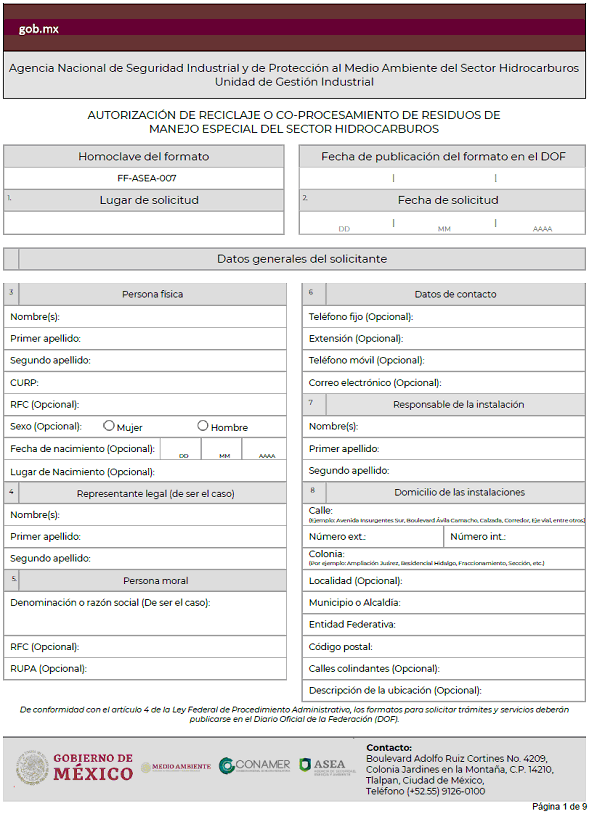 gob.mx
Agencia Nacional de Seguridad Industrial y de Protección al Medio Ambiente del Sector Hidrocarburos
Unidad de Gestión Industrial
AUTORIZACIÓN DE RECICLAJE O CO-PROCESAMIENTO DE RESIDUOS DE
MANEJO ESPECIAL DEL SECTOR HIDROCARBUROS
Homoclave del formato
FF-ASEA-007
Fecha de publicación del formato en el DOF
| |
1. Lugar de solicitud
2. Fecha de solicitud
DD | MM | AAAA
Datos generales del solicitante
3 Persona física
Nombre(s):
Primer apellido:
Segundo apellido:
CURP:
RFC (Opcional):
Sexo (Opcional): Mujer Hombre
Fecha de nacimiento (Opcional): DD MM AAAA
Lugar de Nacimiento (Opcional):
4 Representante legal (de ser el caso)
Nombre(s):
Primer apellido:
Segundo apellido:
5. Persona moral
Denominación o razón social (De ser el caso):
RFC (Opcional):
RUPA (Opcional):
6 Datos de contacto
Teléfono fijo (Opcional):
Extensión (Opcional):
Teléfono móvil (Opcional):
Correo electrónico (Opcional):
7 Responsable de la instalación
Nombre(s):
Primer apellido:
Segundo apellido:
8 Domicilio de las instalaciones
Calle:
(Ejemplo: Avenida Insurgentes Sur, Boulevard Ávila Camacho, Calzada, Corredor, Eje vial, entre otros)
Número ext.: Número int.:
Colonia:
(Por ejemplo: Ampliación Juárez, Residencial Hidalgo, Fraccionamiento, Sección, etc.)
Localidad (Opcional):
Municipio o Alcaldía:
Entidad Federativa:
Código postal:
Calles colindantes (Opcional):
Descripción de la ubicación (Opcional):
De conformidad con el artículo 4 de la Ley Federal de Procedimiento Administrativo, los formatos para solicitar trámites y servicios deberán
publicarse en el Diario Oficial de la Federación (DOF).
GOBIERNO DE
MÉXICO
MEDIO AMBIENTE
CONAMER
ASEA
Contacto:
Boulevard Adolfo Ruiz Cortines No. 4209,
Colonia Jardines en la Montaña, C.P. 14210,
Tlalpan, Ciudad de México,
Teléfono (+52.55) 9126-0100
Página 1 de 9